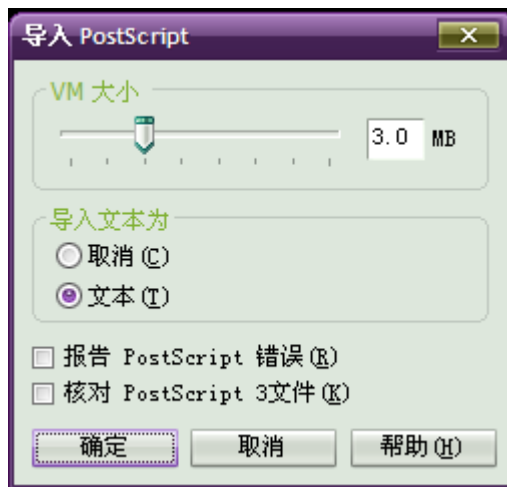 导入 PostScript
VM 大小
3.0 MB
导入文本为
取消(C)
文本(T)
报告 PostScript 错误(R)
核对 PostScript 3文件(K)
确定 取消 帮助(H)